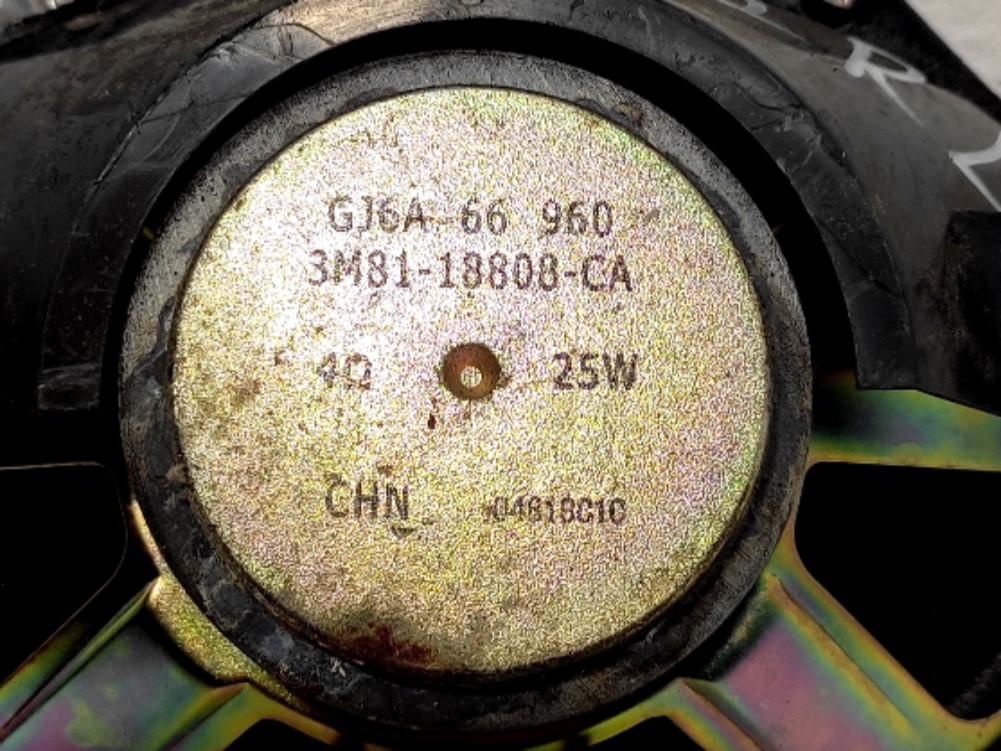 GJ6A 66 960
3M81-18808-CA
4Ω 25W
CHN
R